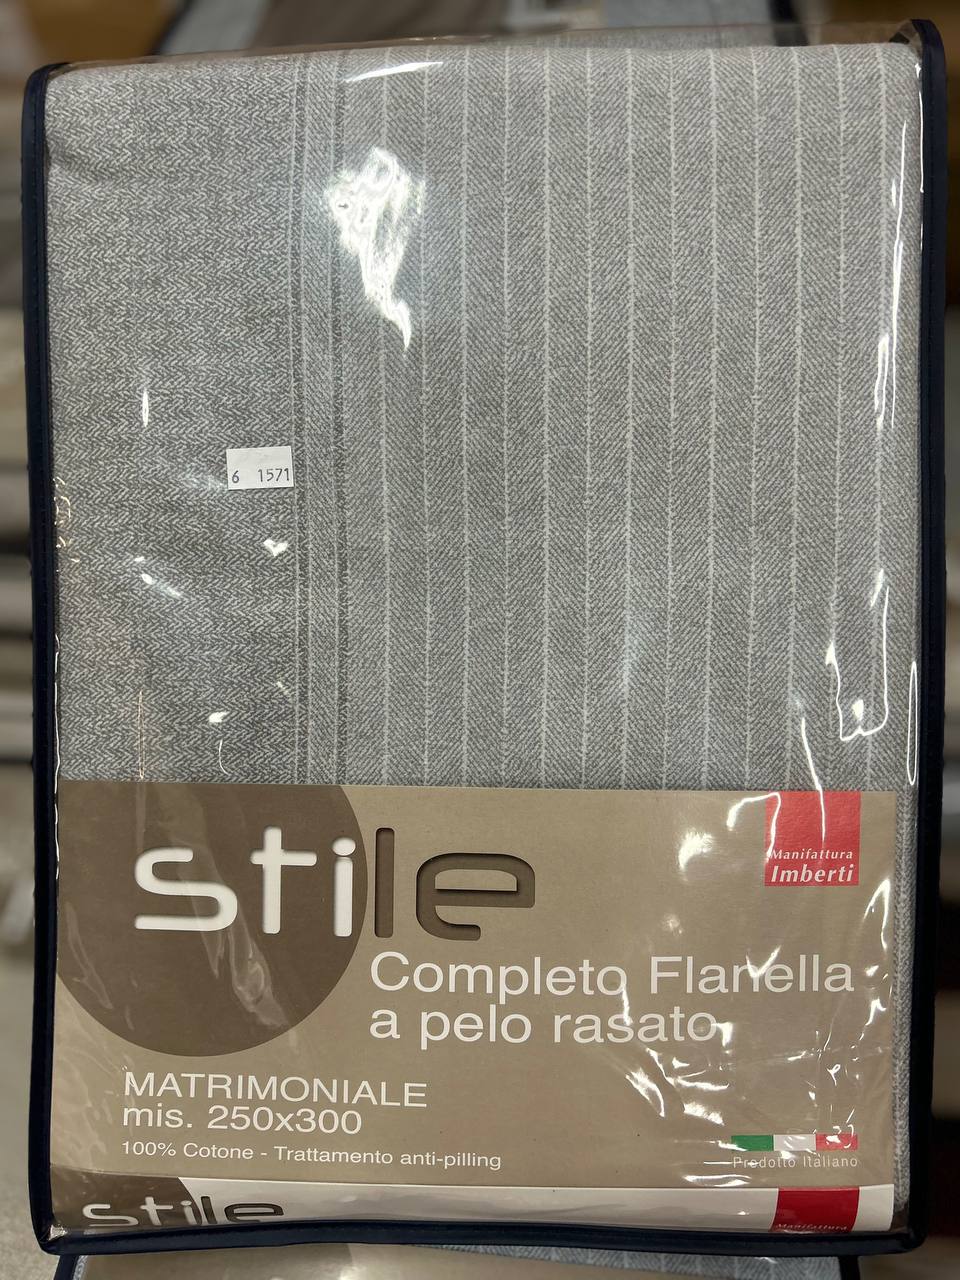 6 1571
stile
Manifattura
Imberti
Completo Flanella
a pelo rasato
MATRIMONIALE
mis. 250x300
100% Cotone - Trattamento anti-pilling
Prodotto Italiano
stile
Manifattura